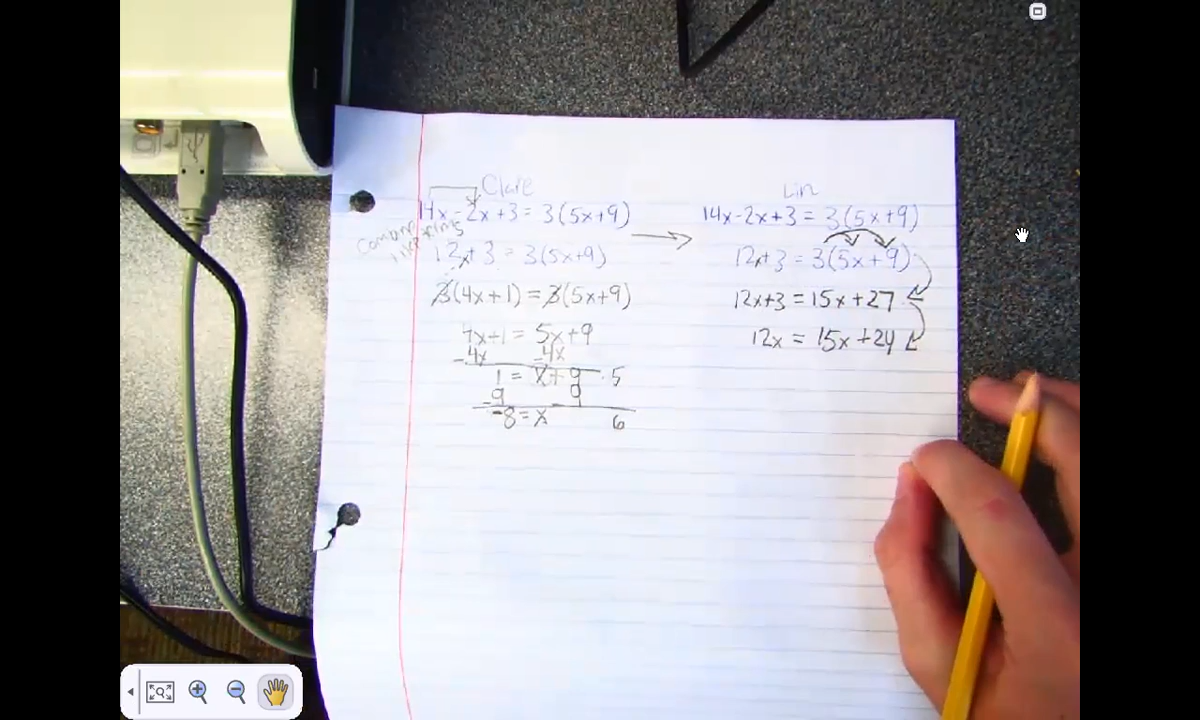 Clare
14x - 2x + 3 = 3(5x+9)
Combine
like terms
12x + 3 = 3(5x+9)
3(4x+1) = 3(5x+9)
4x+1 = 5x+9
-4x -4x
1 = x + 9 . 5
-9 - 9
-8 = x 6
Lin
14x-2x+3 = 3(5x+9)
12x+3 = 3(5x+9)
12x+3 = 15x+27
12x = 15x+24